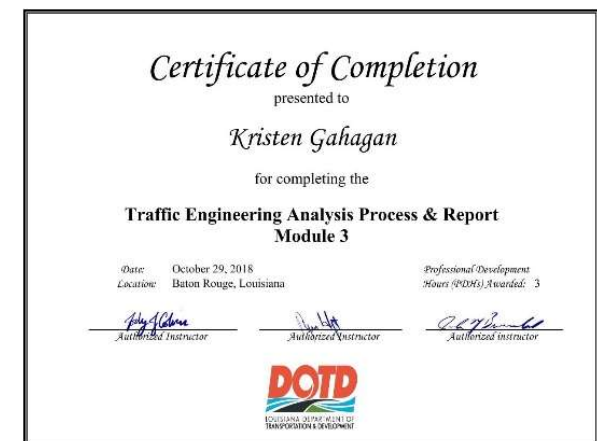 Certificate of Completion
presented to
Kristen Gahagan
for completing the
Traffic Engineering Analysis Process & Report
Module 3
Date: October 29, 2018
Location: Baton Rouge, Louisiana
Professional Development
Hours (PDHs) Awarded: 3
Authorized Instructor
Authorized Instructor
Authorized instructor
DOTD
LOUISIANA DEPARTMENT OF
TRANSPORTATION & DEVELOPMENT